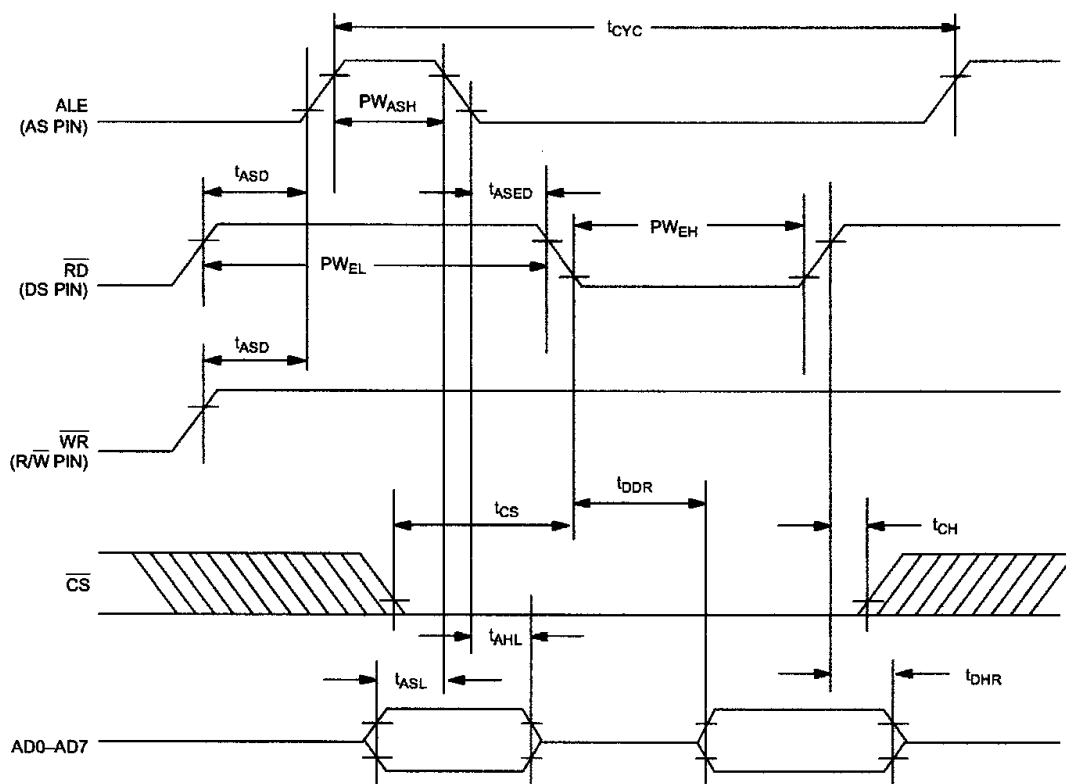 tCYC
ALE
(AS PIN)
PWASH
tASD
tASED
PWEH
RD
(DS PIN)
PWEL
tASD
WR
(R/W PIN)
tCS
tDDR
tCH
CS
tAHL
tASL
tDHR
AD0–AD7